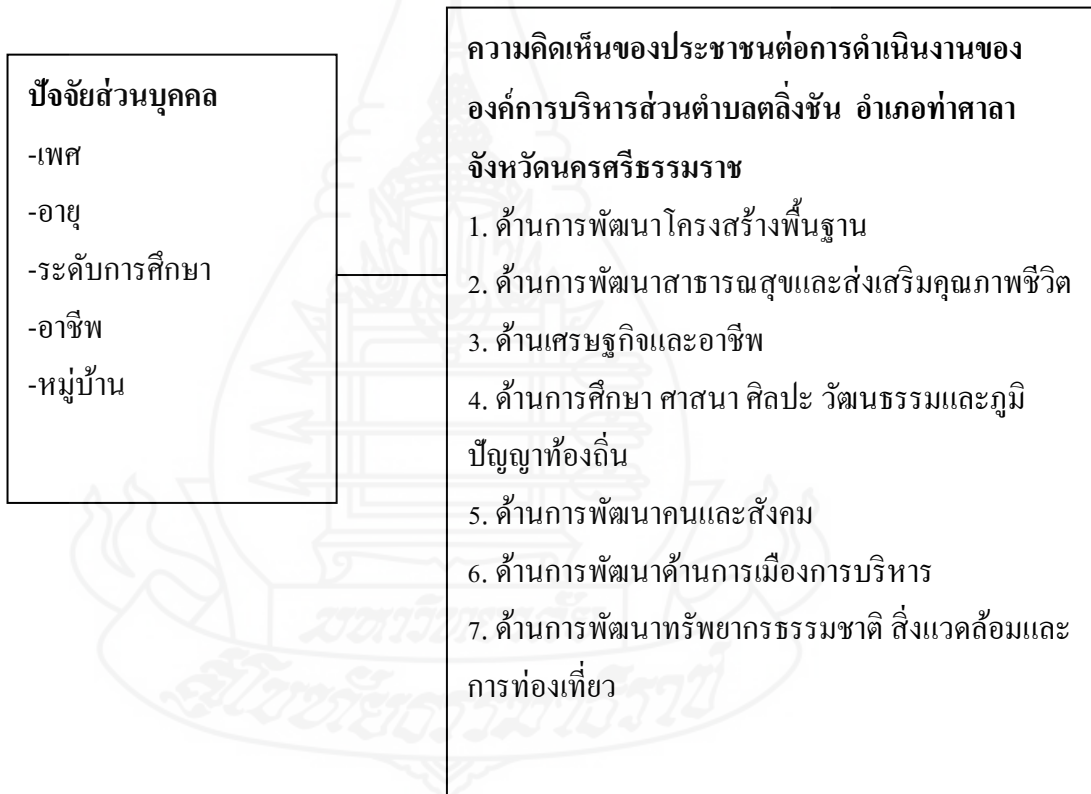 ปัจจัยส่วนบุคคล
-เพศ
-อายุ
-ระดับการศึกษา
-อาชีพ
-หมู่บ้าน
ความคิดเห็นของประชาชนต่อการดำเนินงานของ
องค์การบริหารส่วนตำบลตลิ่งชัน อำเภอท่าศาลา
จังหวัดนครศรีธรรมราช
1. ด้านการพัฒนาโครงสร้างพื้นฐาน
2. ด้านการพัฒนาสาธารณสุขและส่งเสริมคุณภาพชีวิต
3. ด้านเศรษฐกิจและอาชีพ
4. ด้านการศึกษา ศาสนา ศิลปะ วัฒนธรรมและภูมิ
ปัญญาท้องถิ่น
5. ด้านการพัฒนาคนและสังคม
6. ด้านการพัฒนาด้านการเมืองการบริหาร
7. ด้านการพัฒนาทรัพยากรธรรมชาติ สิ่งแวดล้อมและ
การท่องเที่ยว
สุโขทัยธรรมาธิราช